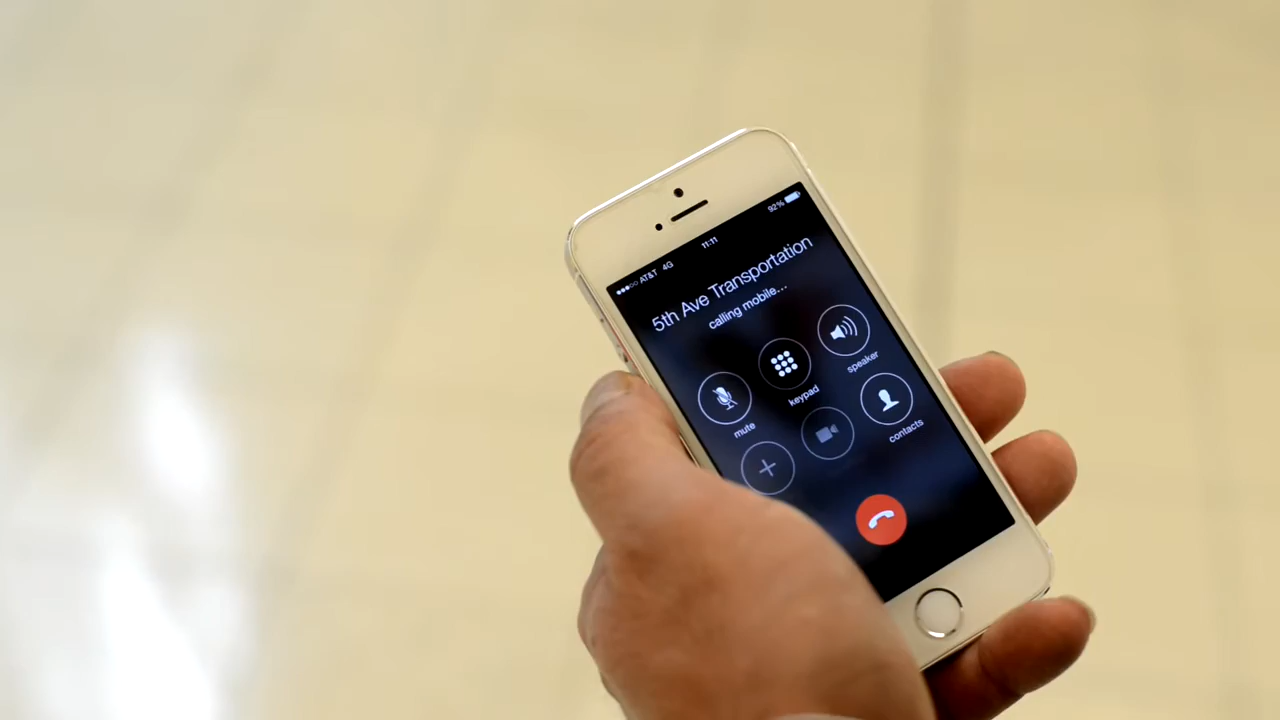 AT&T 4G 11:11 92%
5th Ave Transportation
calling mobile...
mute keypad speaker
contacts